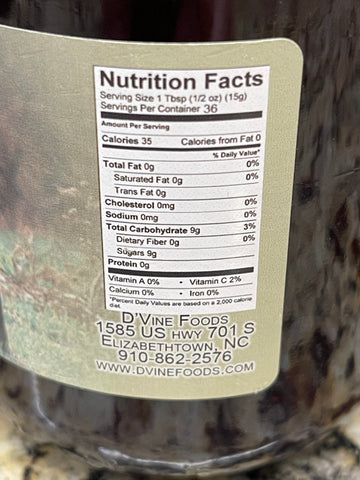 Nutrition Facts
Serving Size 1 Tbsp (1/2 oz) (15g)
Servings Per Container 36
Amount Per Serving
Calories 35 Calories from Fat 0
% Daily Value*
Total Fat 0g 0%
Saturated Fat 0g 0%
Trans Fat 0g
Cholesterol 0mg 0%
Sodium 0mg 0%
Total Carbohydrate 9g 3%
Dietary Fiber 0g 0%
Sugars 9g
Protein 0g
Vitamin A 0% • Vitamin C 2%
Calcium 0% • Iron 0%
*Percent Daily Values are based on a 2,000 calorie
diet.
D'Vine Foods
1585 US HWY 701 S
Elizabethtown, NC
910-862-2576
WWW.DVINEFOODS.COM